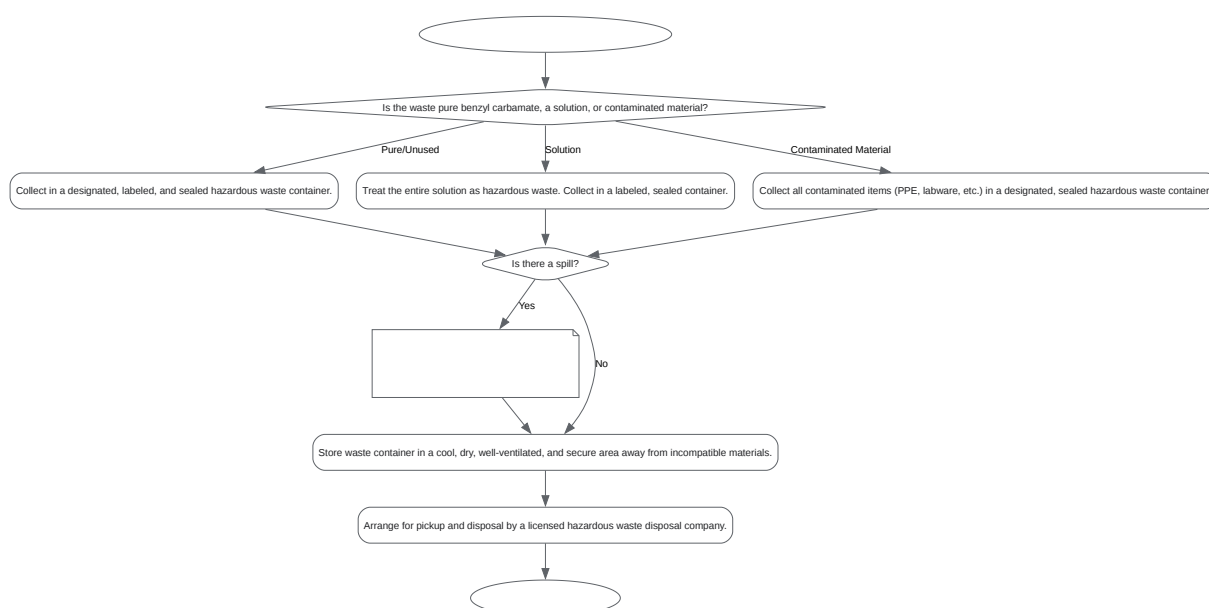 Is the waste pure benzyl carbamate, a solution, or contaminated material?
Pure/Unused
Solution
Contaminated Material
Collect in a designated, labeled, and sealed hazardous waste container.
Treat the entire solution as hazardous waste. Collect in a labeled, sealed container.
Collect all contaminated items (PPE, labware, etc.) in a designated, sealed hazardous waste container
Is there a spill?
Yes
No
Store waste container in a cool, dry, well-ventilated, and secure area away from incompatible materials.
Arrange for pickup and disposal by a licensed hazardous waste disposal company.